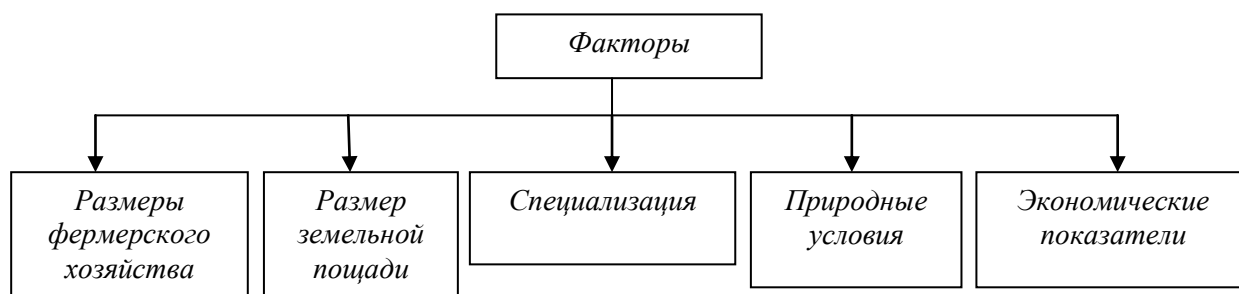 Факторы
Размеры
фермерского
хозяйства
Размер
земельной
пощади
Специализация
Природные
условия
Экономические
показатели